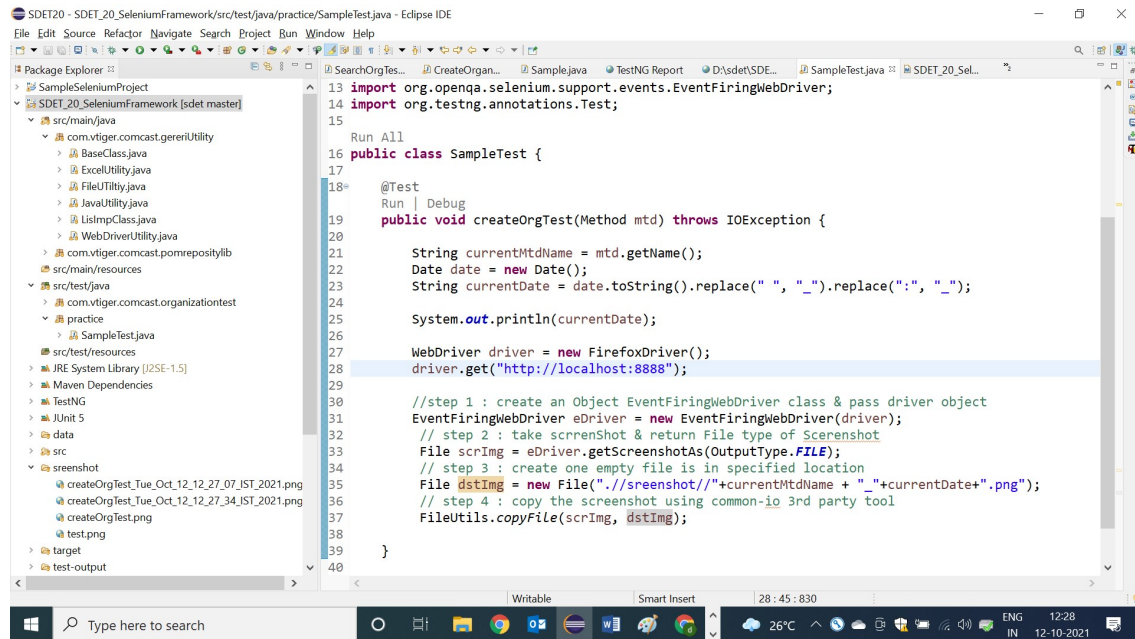 SDET20 - SDET_20_SeleniumFramework/src/test/java/practice/SampleTest.java - Eclipse IDE
File Edit Source Refactor Navigate Search Project Run Window Help
Package Explorer
SampleSeleniumProject
SDET_20_SeleniumFramework [sdet master]
src/main/java
com.vtiger.comcast.gereriUtility
BaseClass.java
ExcelUtility.java
FileUTiltiy.java
JavaUtility.java
LisImpClass.java
WebDriverUtility.java
com.vtiger.comcast.pomrepositylib
src/main/resources
src/test/java
com.vtiger.comcast.organizationtest
practice
SampleTest.java
src/test/resources
JRE System Library [J2SE-1.5]
Maven Dependencies
TestNG
JUnit 5
data
src
sreenshot
createOrgTest_Tue_Oct_12_12_27_07_IST_2021.png
createOrgTest_Tue_Oct_12_12_27_34_IST_2021.png
createOrgTest.png
test.png
target
test-output
SearchOrgTes... CreateOrgan... Sample.java TestNG Report D:\sdet\SDE... SampleTest.java SDET_20_Sel... »2
13 import org.openqa.selenium.support.events.EventFiringWebDriver;
14 import org.testng.annotations.Test;
15
Run All
16 public class SampleTest {
17
18 @Test
Run | Debug
19 public void createOrgTest(Method mtd) throws IOException {
20
21 String currentMtdName = mtd.getName();
22 Date date = new Date();
23 String currentDate = date.toString().replace(" ", "_").replace(":", "_");
24
25 System.out.println(currentDate);
26
27 WebDriver driver = new FirefoxDriver();
28 driver.get("http://localhost:8888");
29
30 //step 1 : create an Object EventFiringWebDriver class & pass driver object
31 EventFiringWebDriver eDriver = new EventFiringWebDriver(driver);
32 // step 2 : take scrrenShot & return File type of Scerenshot
33 File scrImg = eDriver.getScreenshotAs(OutputType.FILE);
34 // step 3 : create one empty file is in specified location
35 File dstImg = new File(".//sreenshot//"+currentMtdName + "_"+currentDate+".png");
36 // step 4 : copy the screenshot using common-io 3rd party tool
37 FileUtils.copyFile(scrImg, dstImg);
38
39 }
40
Writable Smart Insert 28 : 45 : 830
Type here to search
26°C
ENG
IN
12:28
12-10-2021